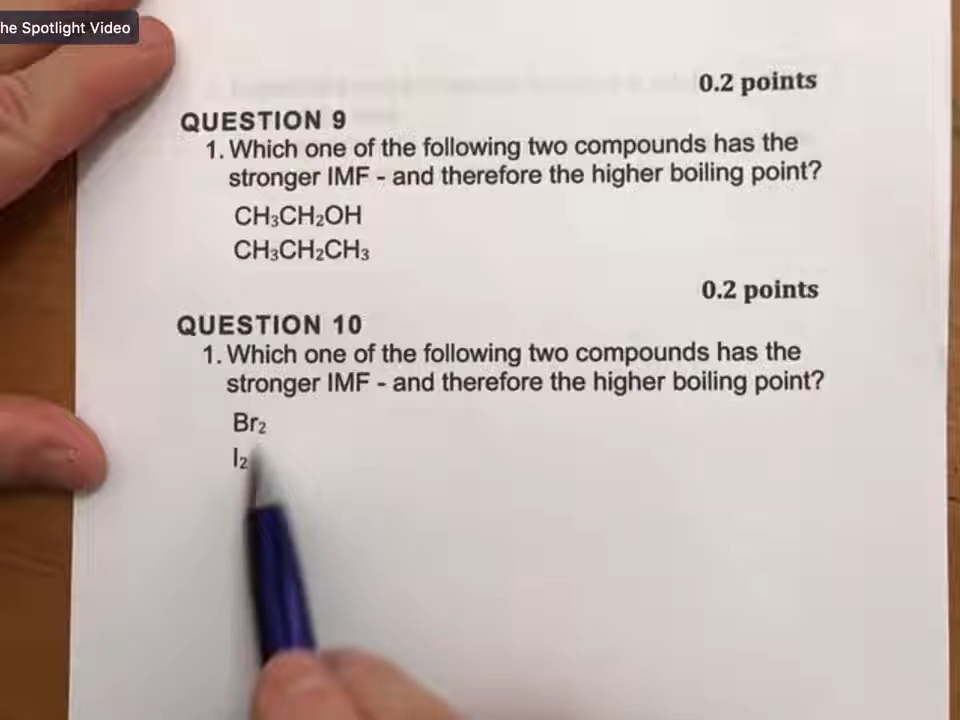 he Spotlight Video
0.2 points
QUESTION 9
1. Which one of the following two compounds has the
stronger IMF - and therefore the higher boiling point?
CH₃CH₂OH
CH₃CH₂CH₃
0.2 points
QUESTION 10
1. Which one of the following two compounds has the
stronger IMF - and therefore the higher boiling point?
Br₂
I₂